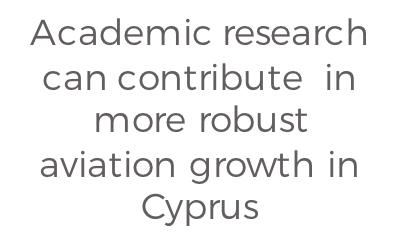 Academic research
can contribute  in
more robust
aviation growth in
Cyprus